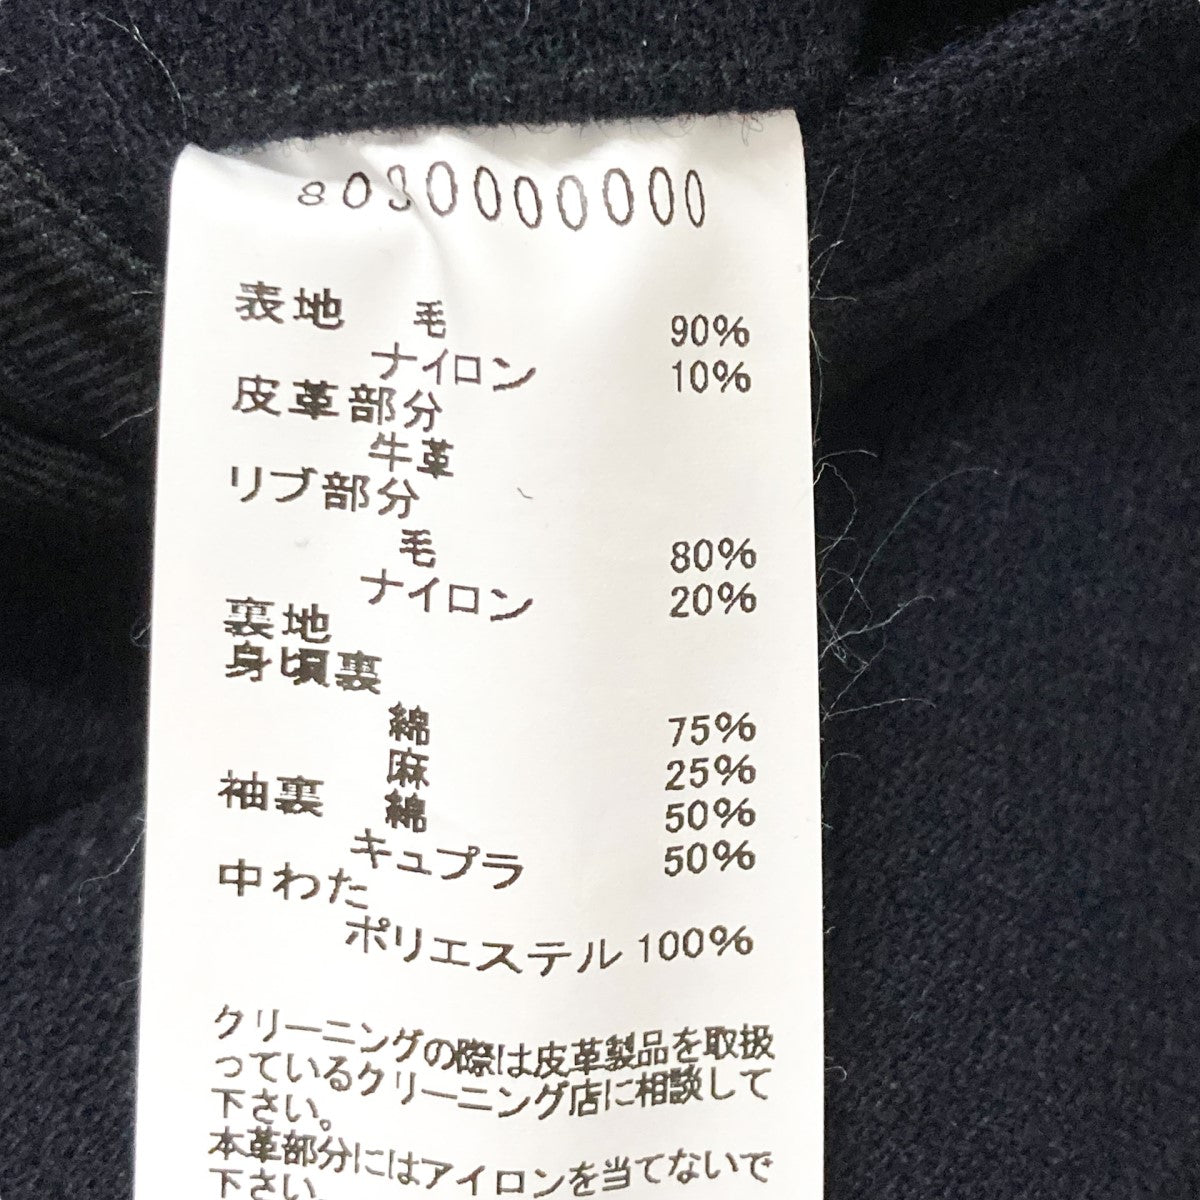 8030000000
表地 毛 90%
ナイロン 10%
皮革部分
牛革
リブ部分
毛 80%
ナイロン 20%
裏地
身頃裏
綿 75%
麻 25%
袖裏 綿 50%
キュプラ 50%
中わた
ポリエステル 100%
クリーニングの際は皮革製品を取扱
っているクリーニング店に相談して
下さい。
本革部分にはアイロンを当てないで
下さい。